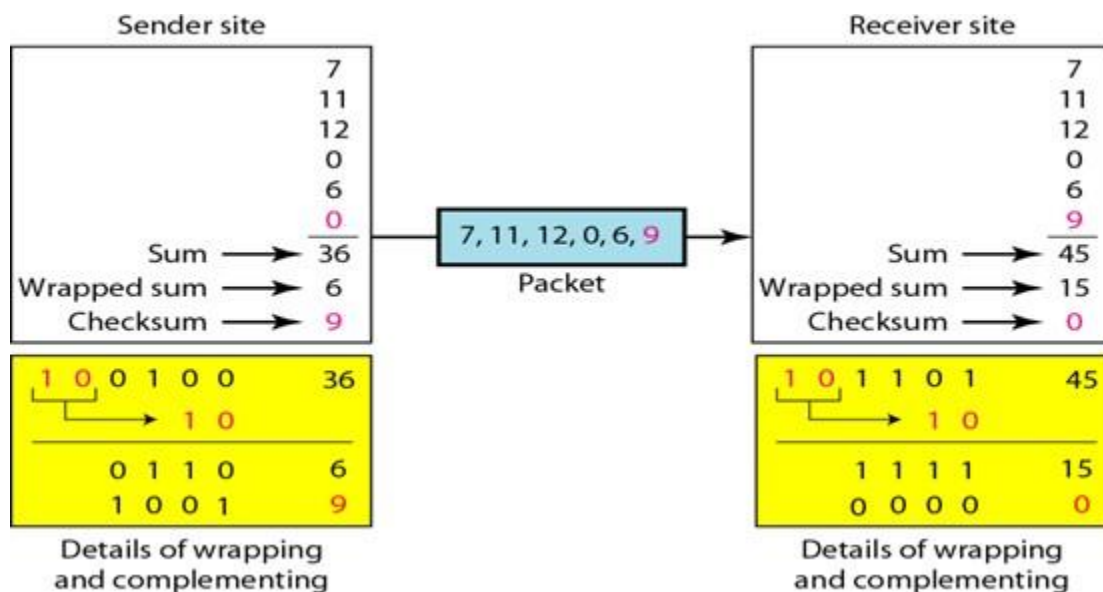 Sender site
7
11
12
0
6
0
Sum 36
Wrapped sum 6
Checksum 9
1 0 0 1 0 0 36
1 0
0 1 1 0 6
1 0 0 1 9
Details of wrapping
and complementing
7, 11, 12, 0, 6, 9
Packet
Receiver site
7
11
12
0
6
9
Sum 45
Wrapped sum 15
Checksum 0
1 0 1 1 0 1 45
1 0
1 1 1 1 15
0 0 0 0 0
Details of wrapping
and complementing